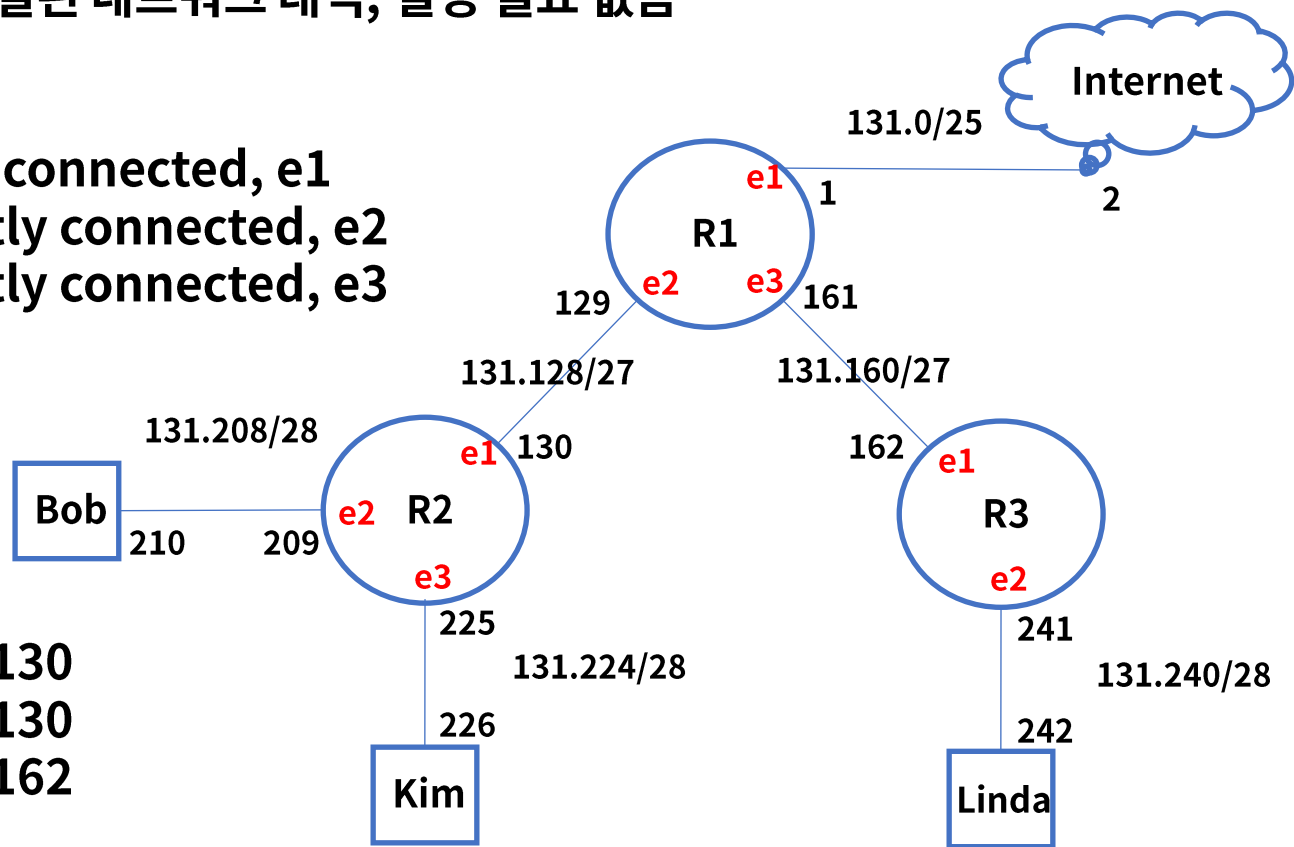 Internet
131.0/25
connected, e1
e1
1
2
tly connected, e2
R1
tly connected, e3
e2
e3
129
161
131.128/27
131.160/27
131.208/28
e1
130
162
e1
Bob
e2
R2
R3
210
209
e3
e2
225
241
130
131.224/28
131.240/28
130
226
242
162
Kim
Linda